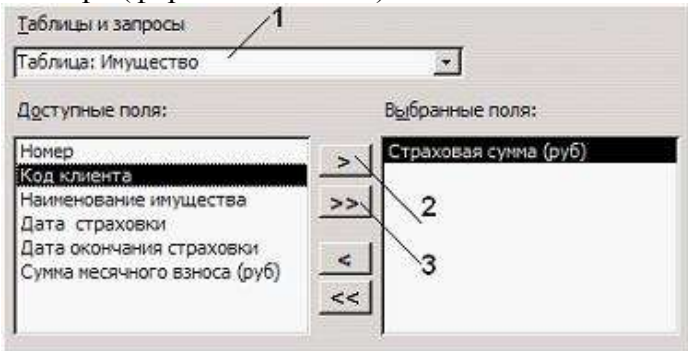 1
Таблицы и запросы
Таблица: Имущество
Доступные поля:
Выбранные поля:
Номер
Код клиента
Наименование имущества
Дата страховки
Дата окончания страховки
Сумма месячного взноса (руб)
>
>>
<
<<
Страховая сумма (руб)
2
3